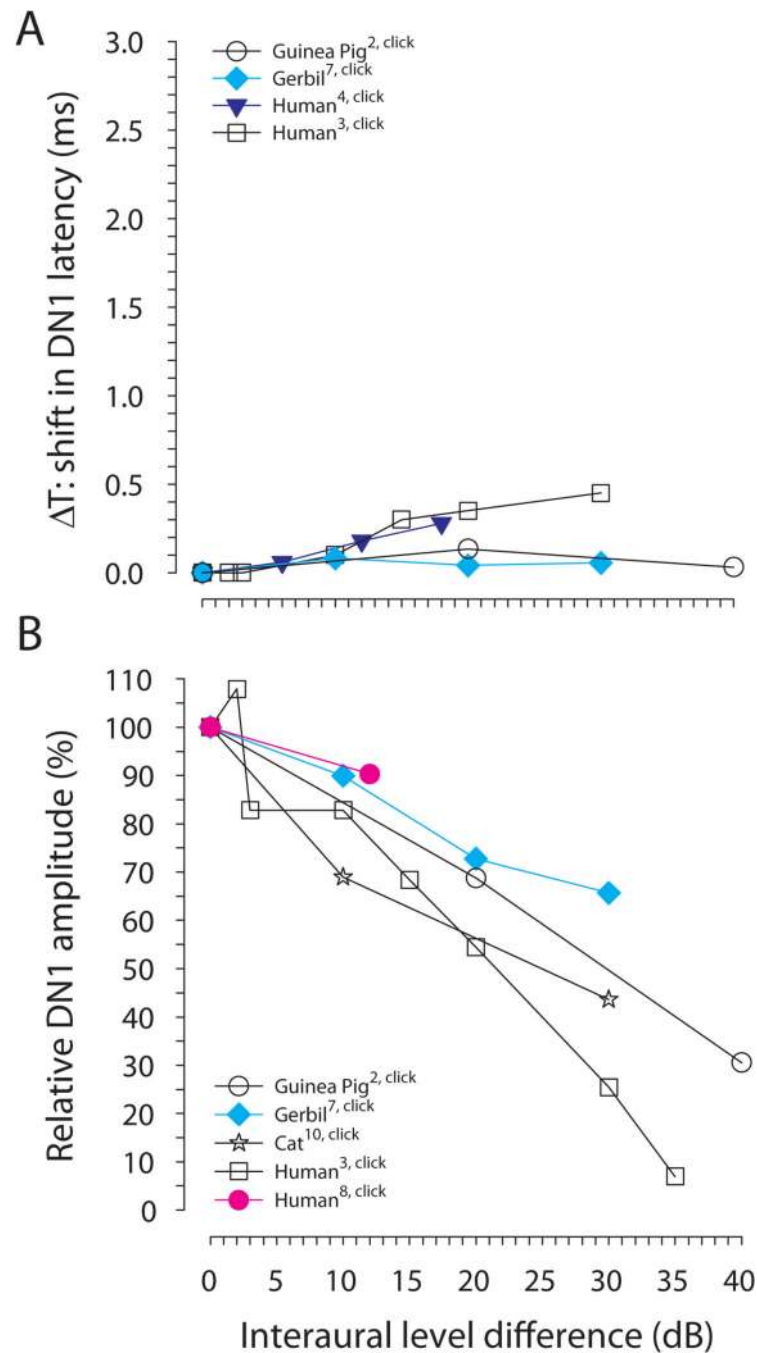 A
ΔT: shift in DN1 latency (ms)
3.0
2.5
2.0
1.5
1.0
0.5
0.0
Guinea Pig2, click
Gerbil7, click
Human4, click
Human3, click
B
Relative DN1 amplitude (%)
110
100
90
80
70
60
50
40
30
20
10
0
Guinea Pig2, click
Gerbil7, click
Cat10, click
Human3, click
Human8, click
0 5 10 15 20 25 30 35 40
Interaural level difference (dB)